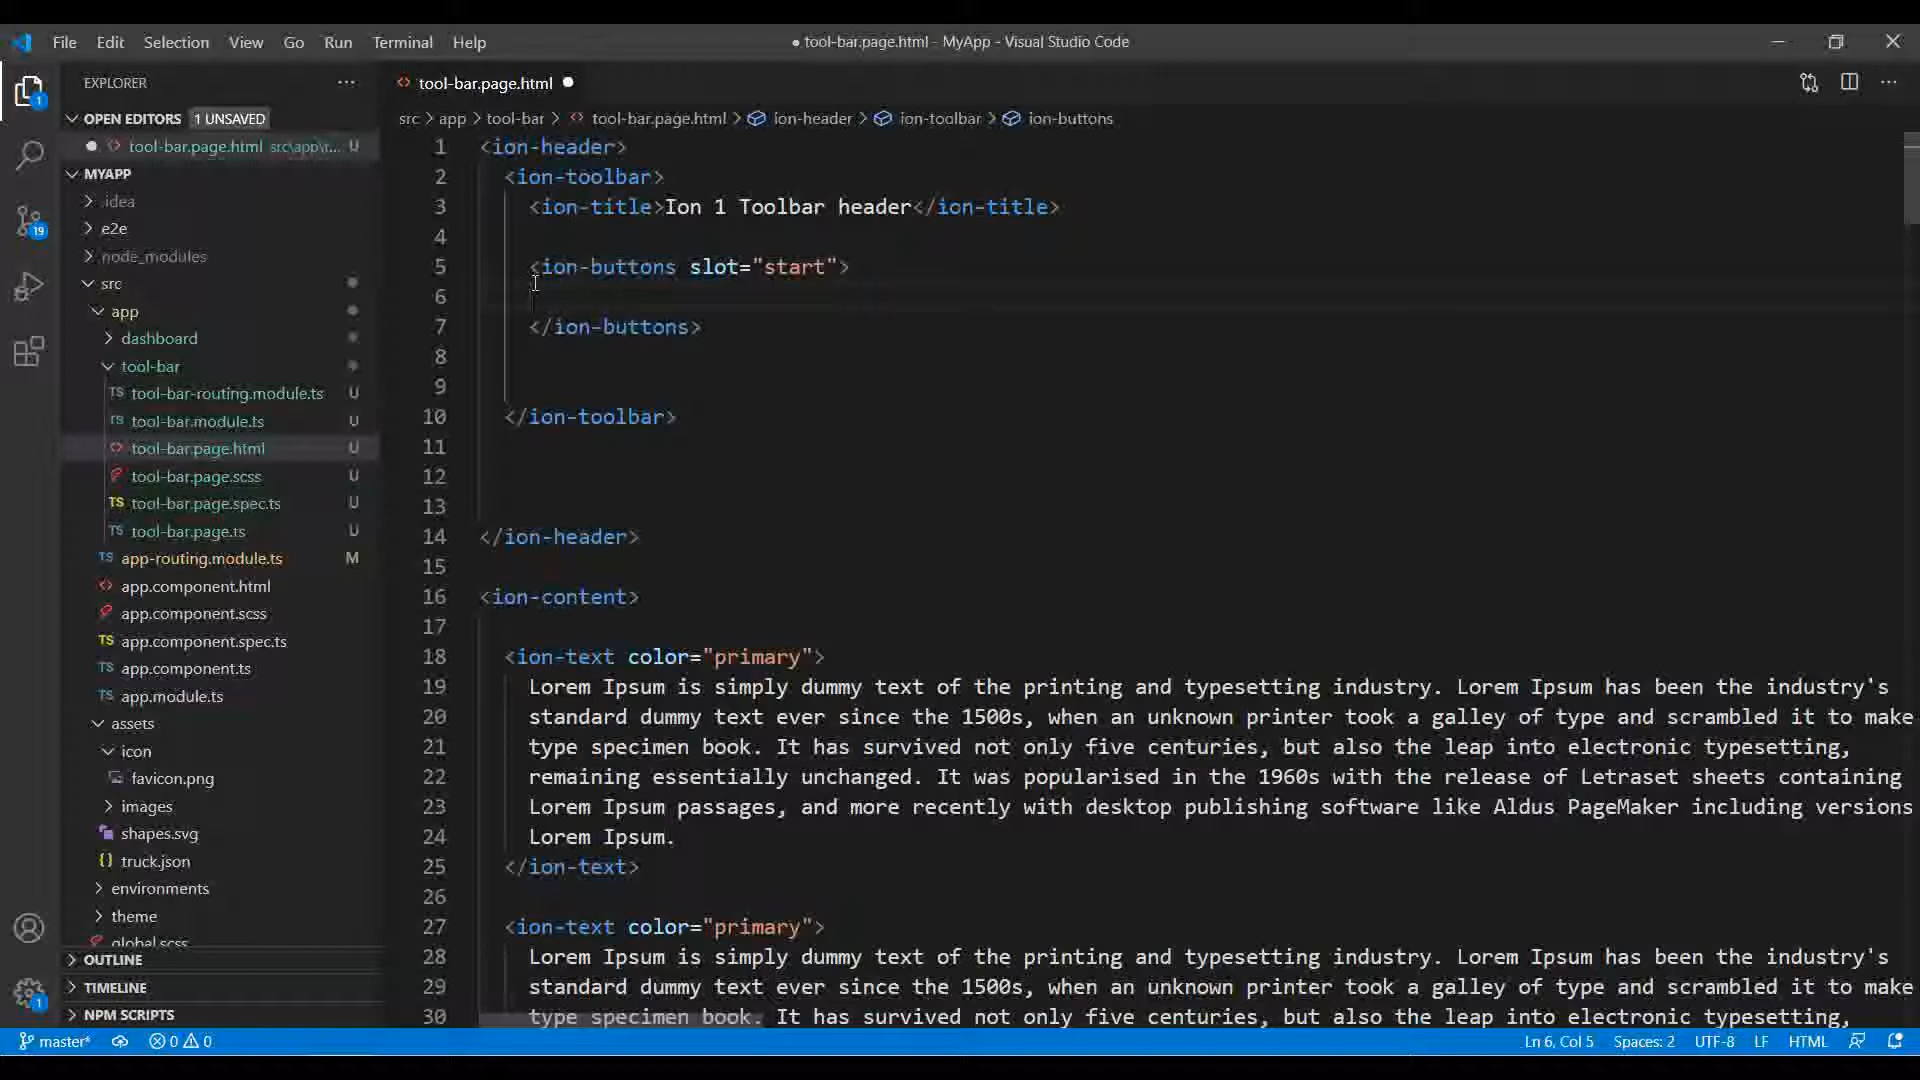 File Edit Selection View Go Run Terminal Help
● tool-bar.page.html - MyApp - Visual Studio Code
EXPLORER
OPEN EDITORS 1 UNSAVED
tool-bar.page.html src\app\t... U
MYAPP
.idea
e2e
node_modules
src
app
dashboard
tool-bar
TS tool-bar-routing.module.ts U
TS tool-bar.module.ts U
<> tool-bar.page.html U
tool-bar.page.scss U
TS tool-bar.page.spec.ts U
TS tool-bar.page.ts U
TS app-routing.module.ts M
<> app.component.html
app.component.scss
TS app.component.spec.ts
TS app.component.ts
TS app.module.ts
assets
icon
favicon.png
images
shapes.svg
{} truck.json
environments
theme
global.scss
OUTLINE
TIMELINE
NPM SCRIPTS
1
19
1
<> tool-bar.page.html ●
src > app > tool-bar > <> tool-bar.page.html > ion-header > ion-toolbar > ion-buttons
1 <ion-header>
2 <ion-toolbar>
3 <ion-title>Ion 1 Toolbar header</ion-title>
4
5 <ion-buttons slot="start">
6
7 </ion-buttons>
8
9
10 </ion-toolbar>
11
12
13
14 </ion-header>
15
16 <ion-content>
17
18 <ion-text color="primary">
19 Lorem Ipsum is simply dummy text of the printing and typesetting industry. Lorem Ipsum has been the industry's
20 standard dummy text ever since the 1500s, when an unknown printer took a galley of type and scrambled it to make
21 type specimen book. It has survived not only five centuries, but also the leap into electronic typesetting,
22 remaining essentially unchanged. It was popularised in the 1960s with the release of Letraset sheets containing
23 Lorem Ipsum passages, and more recently with desktop publishing software like Aldus PageMaker including versions
24 Lorem Ipsum.
25 </ion-text>
26
27 <ion-text color="primary">
28 Lorem Ipsum is simply dummy text of the printing and typesetting industry. Lorem Ipsum has been the industry's
29 standard dummy text ever since the 1500s, when an unknown printer took a galley of type and scrambled it to make
30 type specimen book. It has survived not only five centuries, but also the leap into electronic typesetting,
master* 0 0 Ln 6, Col 5 Spaces: 2 UTF-8 LF HTML